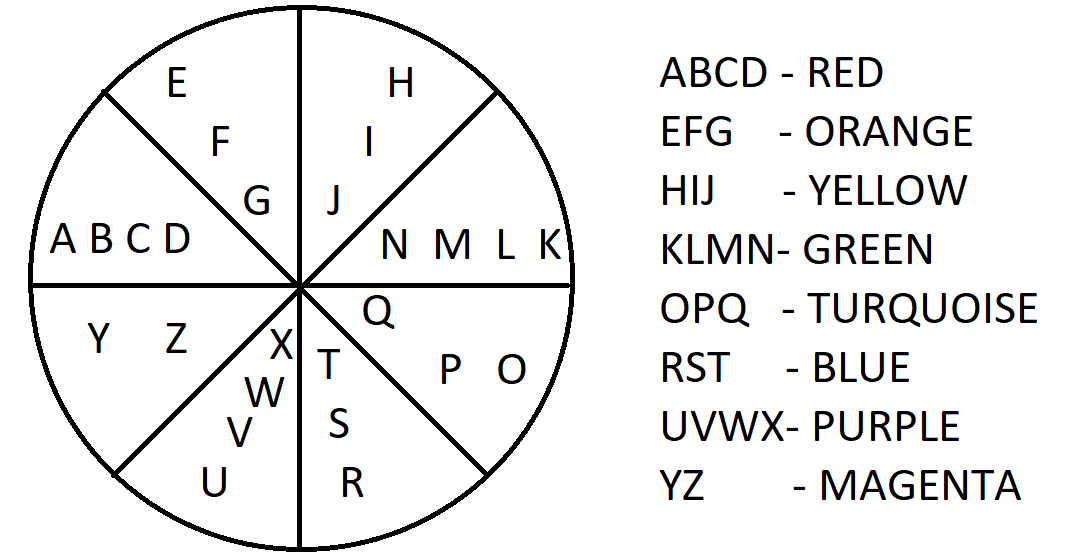 E
H
F
I
G
J
A B C D
N M L K
Q
Y Z
X
T
P O
W
V
S
U
R
ABCD - RED
EFG - ORANGE
HIJ - YELLOW
KLMN- GREEN
OPQ - TURQUOISE
RST - BLUE
UVWX- PURPLE
YZ - MAGENTA